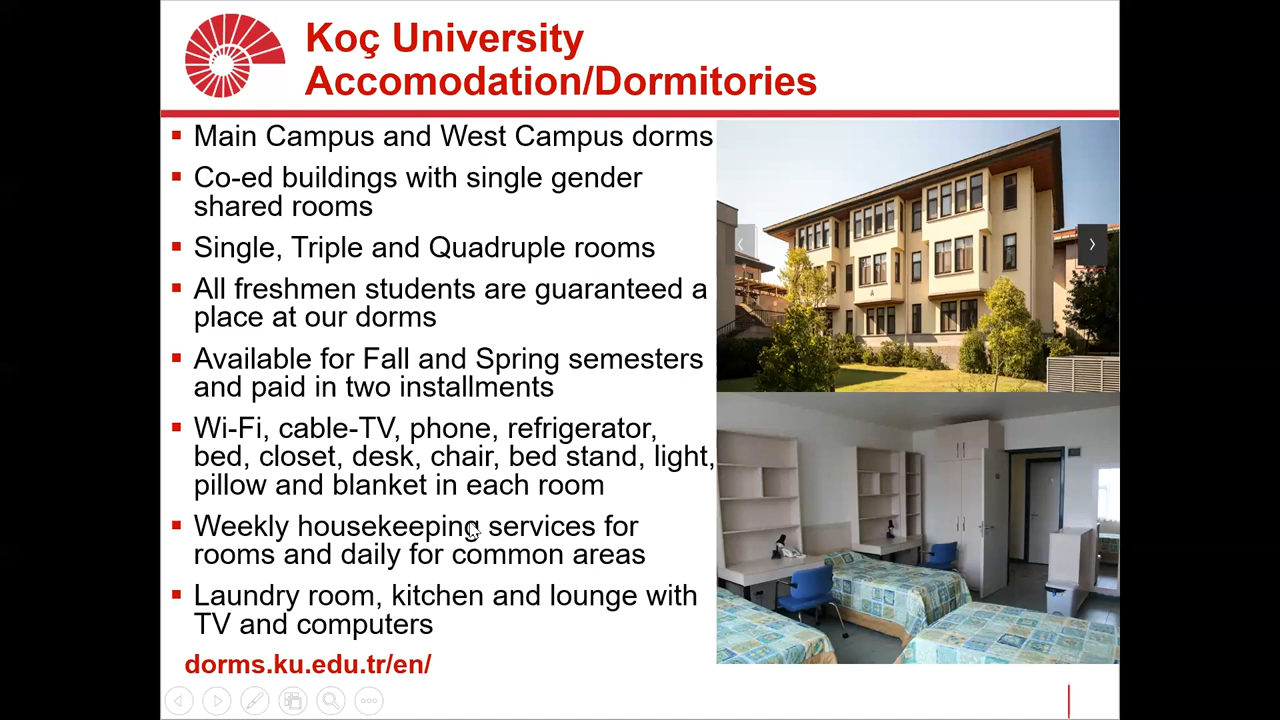 Koç University
Accomodation/Dormitories
Main Campus and West Campus dorms
Co-ed buildings with single gender
shared rooms
Single, Triple and Quadruple rooms
All freshmen students are guaranteed a
place at our dorms
Available for Fall and Spring semesters
and paid in two installments
Wi-Fi, cable-TV, phone, refrigerator,
bed, closet, desk, chair, bed stand, light,
pillow and blanket in each room
Weekly housekeeping services for
rooms and daily for common areas
Laundry room, kitchen and lounge with
TV and computers
dorms.ku.edu.tr/en/